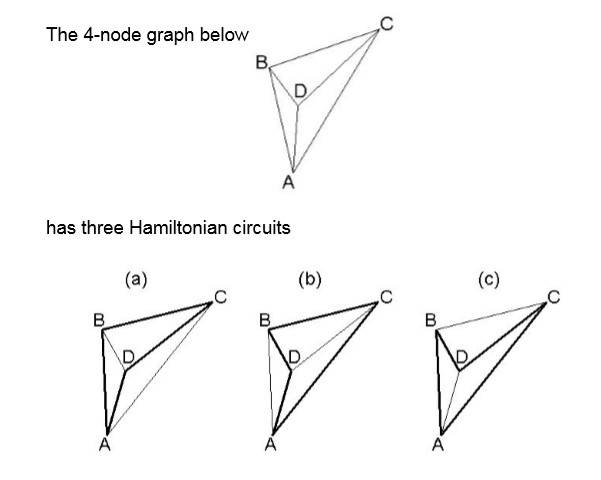 The 4-node graph below
C
B
D
A
has three Hamiltonian circuits
(a) (b) (c)
C C C
B B B
D D D
A A A